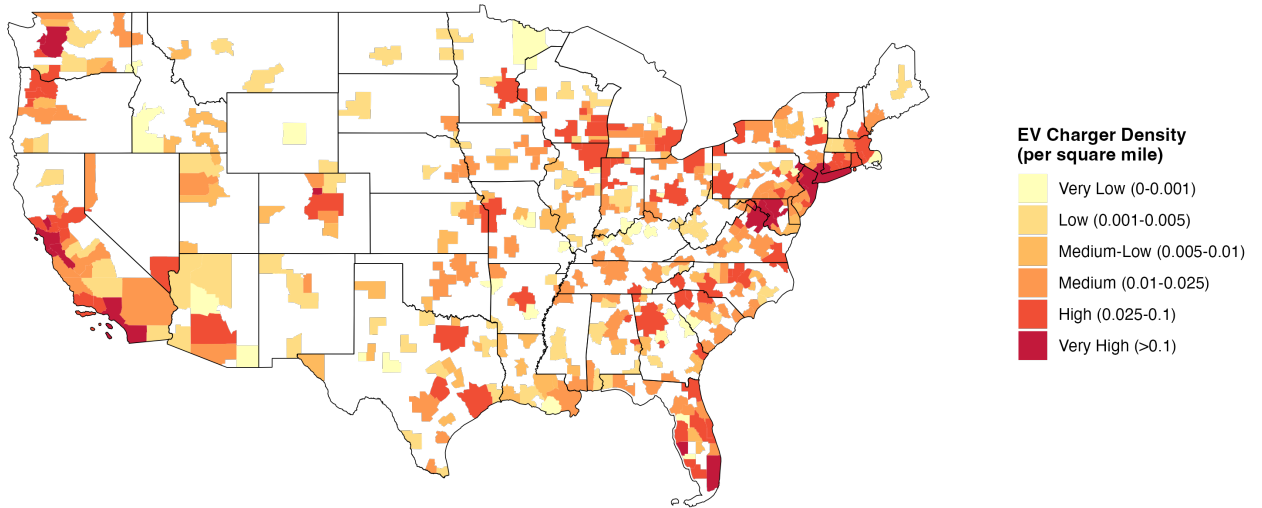 EV Charger Density
(per square mile)
Very Low (0-0.001)
Low (0.001-0.005)
Medium-Low (0.005-0.01)
Medium (0.01-0.025)
High (0.025-0.1)
Very High (>0.1)